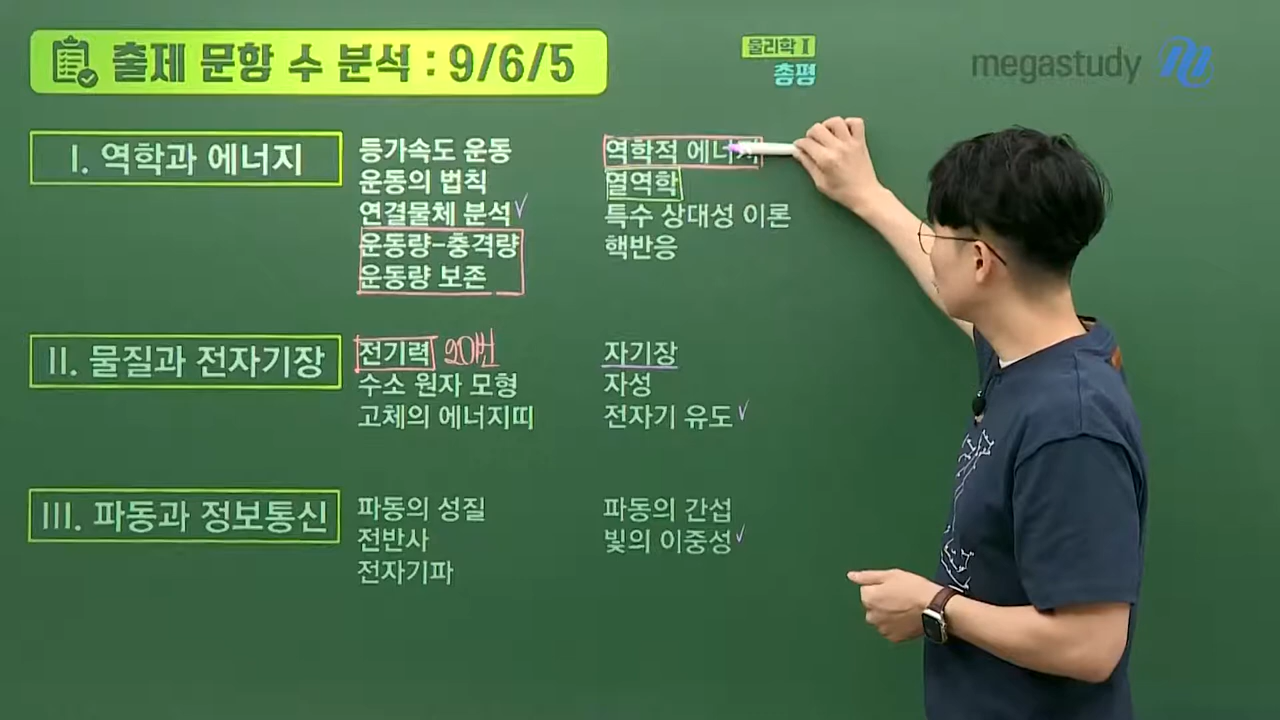 출제 문항 수 분석 : 9/6/5
물리학 I
총평
megastudy
I. 역학과 에너지
등가속도 운동
운동의 법칙
연결물체 분석
운동량-충격량
운동량 보존
역학적 에너지
열역학
특수 상대성 이론
핵반응
II. 물질과 전자기장
전기력 20번
수소 원자 모형
고체의 에너지띠
자기장
자성
전자기 유도
III. 파동과 정보통신
파동의 성질
전반사
전자기파
파동의 간섭
빛의 이중성